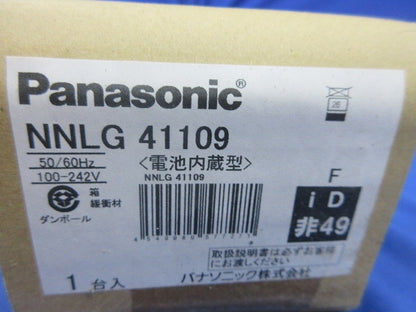 Panasonic®
NNLG 41109
50/60Hz
100-242V
〈電池内蔵型〉
NNLG 41109
箱
緩衝材
ダンボール
F
iD
非49
取扱説明書は必ずお客様
にお渡しください
1台入
パナソニック株式会社